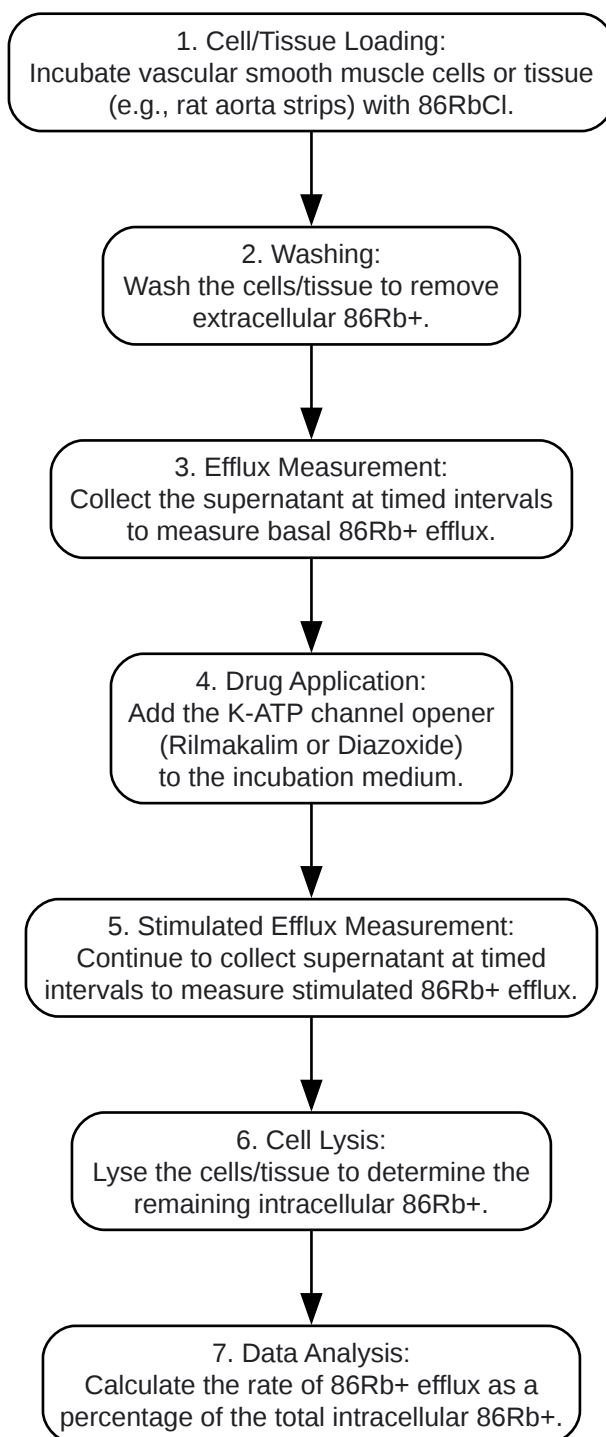 1. Cell/Tissue Loading:
Incubate vascular smooth muscle cells or tissue
(e.g., rat aorta strips) with 86RbCl.
2. Washing:
Wash the cells/tissue to remove
extracellular 86Rb+.
3. Efflux Measurement:
Collect the supernatant at timed intervals
to measure basal 86Rb+ efflux.
4. Drug Application:
Add the K-ATP channel opener
(Rilmakalim or Diazoxide)
to the incubation medium.
5. Stimulated Efflux Measurement:
Continue to collect supernatant at timed
intervals to measure stimulated 86Rb+ efflux.
6. Cell Lysis:
Lyse the cells/tissue to determine the
remaining intracellular 86Rb+.
7. Data Analysis:
Calculate the rate of 86Rb+ efflux as a
percentage of the total intracellular 86Rb+.